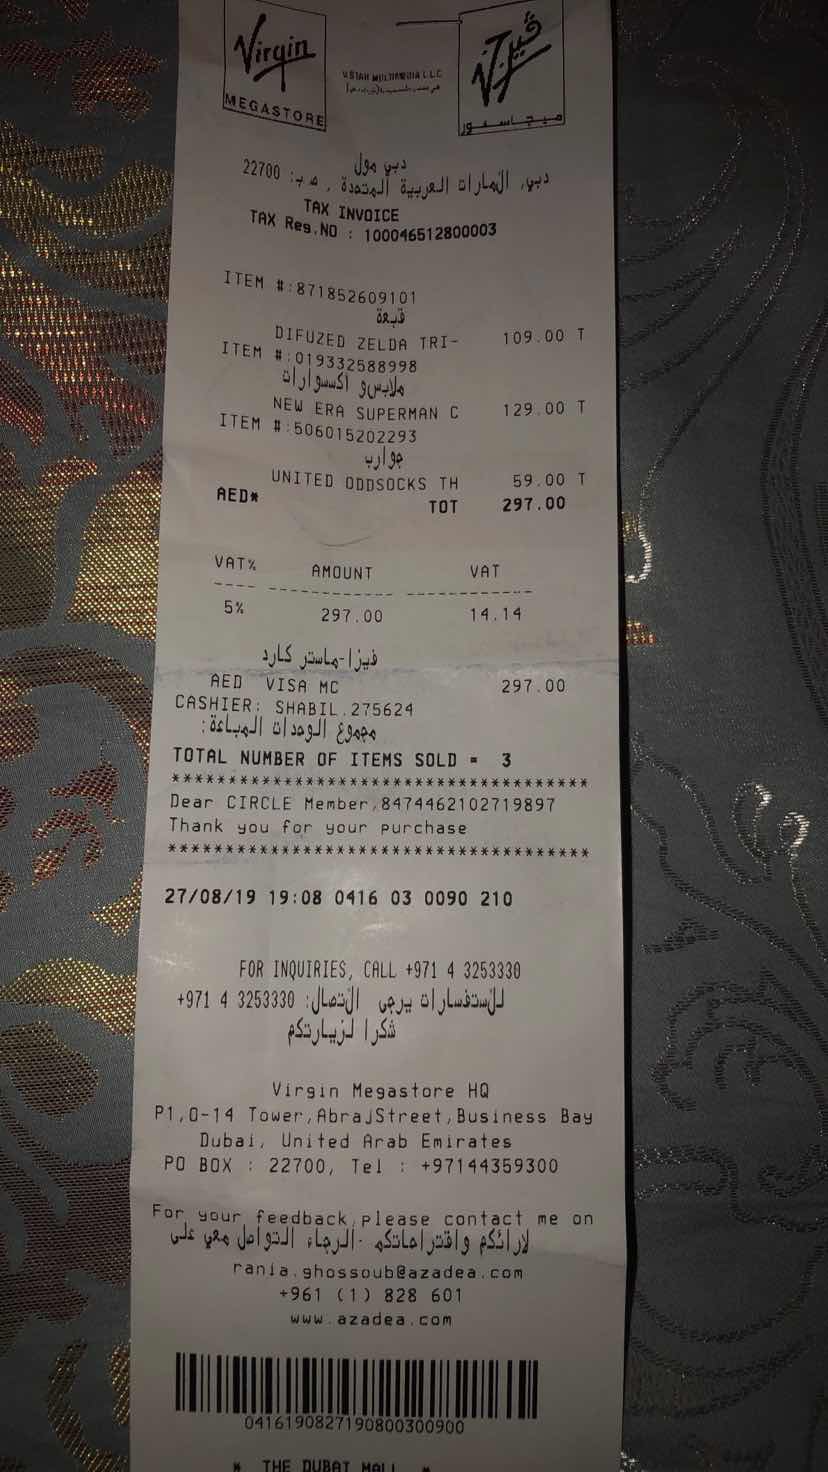 Virgin
MEGASTORE
V.STAR MULTIMEDIA L.L.C
فيرجن
ميجاستور
دبي مول
دبي، الامارات العربية المتحدة ، ص ب: 22700
TAX INVOICE
TAX Reg.NO : 100046512800003
ITEM #:871852609101
قبعة
DIFUZED ZELDA TRI- 109.00 T
ITEM #:019332588998
ملابس و اكسسوارات
NEW ERA SUPERMAN C 129.00 T
ITEM #:506015202293
جوارب
UNITED ODDSOCKS TH 59.00 T
AED* TOT 297.00
VAT% AMOUNT VAT
---- --------------- ---------------
5% 297.00 14.14
فيزا-ماستر كارد
AED VISA MC 297.00
CASHIER: SHABIL.275624
مجموع الوحدات المباعة:
TOTAL NUMBER OF ITEMS SOLD = 3
**************************************
Dear CIRCLE Member,8474462102719897
Thank you for your purchase
**************************************
27/08/19 19:08 0416 03 0090 210
FOR INQUIRIES, CALL +971 4 3253330
للاستفسارات يرجى الاتصال: 3253330 4 971+
شكرا لزيارتكم
Virgin Megastore HQ
P1,O-14 Tower,AbrajStreet,Business Bay
Dubai, United Arab Emirates
PO BOX : 22700, Tel : +97144359300
For your feedback,please contact me on
لارائكم واقتراحاتكم -الرجاء التواصل معي على
rania.ghossoub@azadea.com
+961 (1) 828 601
www.azadea.com
0416190827190800300900
* THE DUBAI MALL *